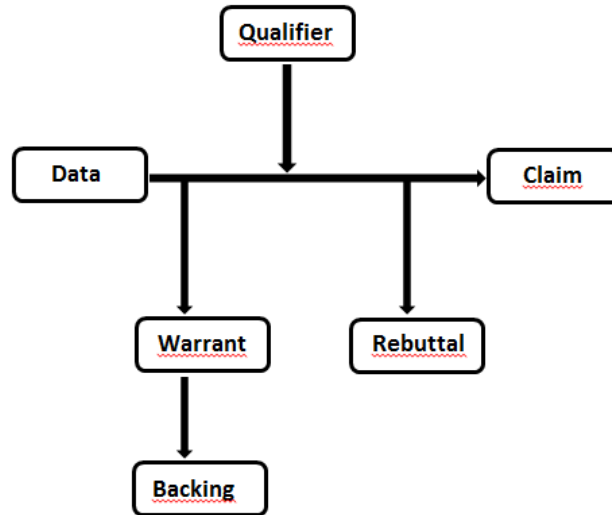 Qualifier
Data
Claim
Warrant
Rebuttal
Backing